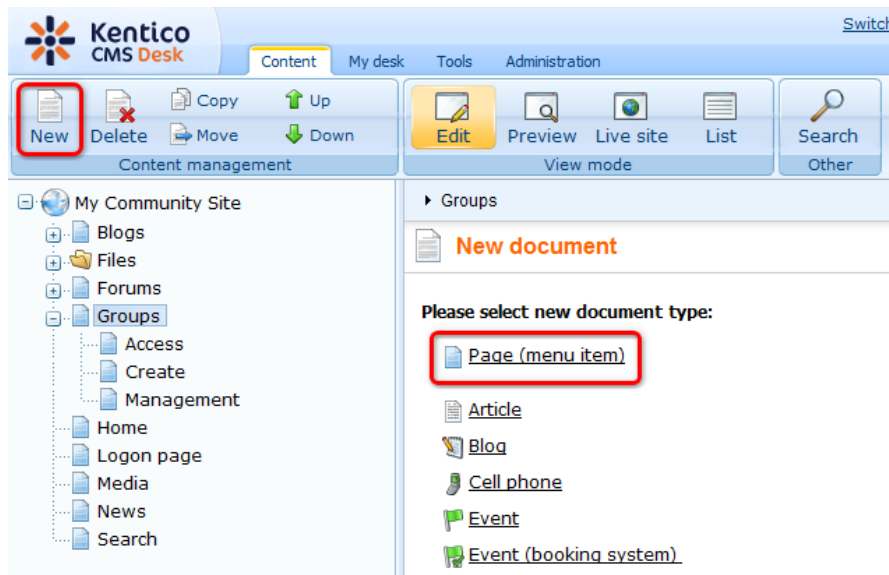 Kentico
CMS Desk
Switch
Content My desk Tools Administration
New Delete Copy Move Up Down
Content management
Edit Preview Live site List
View mode
Search
Other
My Community Site
Blogs
Files
Forums
Groups
Access
Create
Management
Home
Logon page
Media
News
Search
Groups
New document
Please select new document type:
Page (menu item)
Article
Blog
Cell phone
Event
Event (booking system)